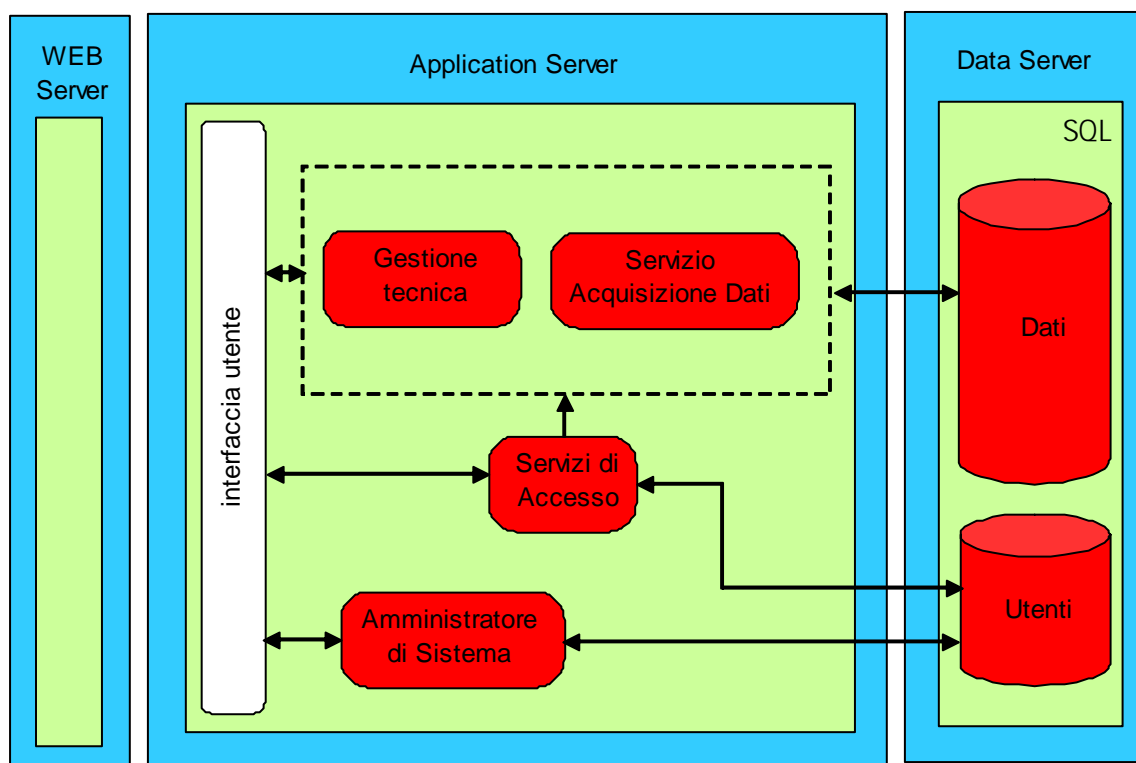 WEB
Server
Application Server
Data Server
SQL
interfaccia utente
Gestione
tecnica
Servizio
Acquisizione Dati
Dati
Servizi di
Accesso
Utenti
Amministratore
di Sistema